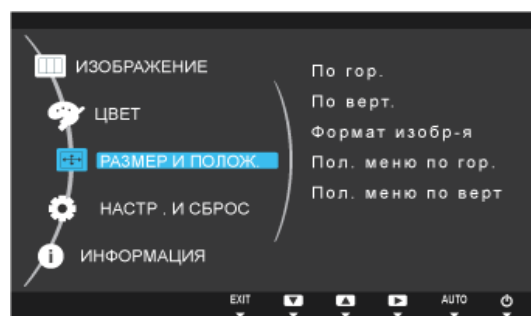 ИЗОБРАЖЕНИЕ
ЦВЕТ
РАЗМЕР И ПОЛОЖ.
НАСТР . И СБРОС
ИНФОРМАЦИЯ
По гор.
По верт.
Формат изобр-я
Пол. меню по гор.
Пол. меню по верт
EXIT AUTO